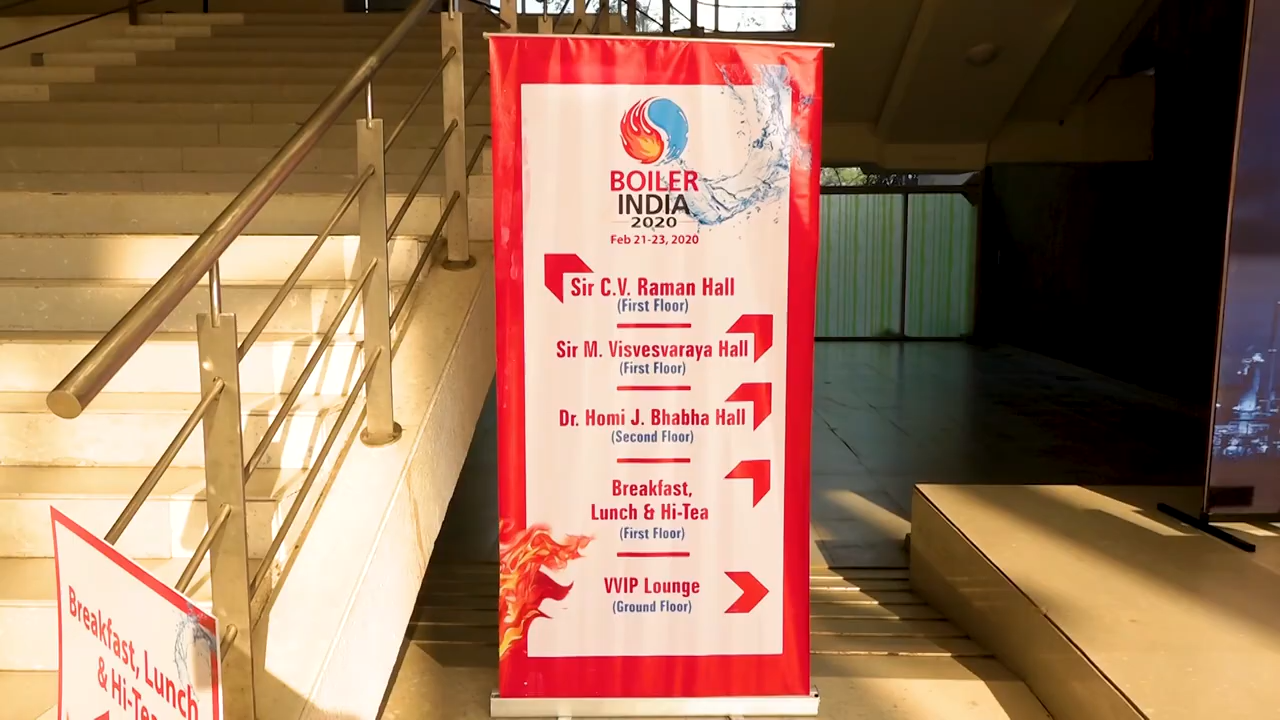 BOILER
INDIA
2020
Feb 21-23, 2020
Sir C.V. Raman Hall
(First Floor)
Sir M. Visvesvaraya Hall
(First Floor)
Dr. Homi J. Bhabha Hall
(Second Floor)
Breakfast,
Lunch & Hi-Tea
(First Floor)
VVIP Lounge
(Ground Floor)
Breakfast, Lunch
& Hi-Tea